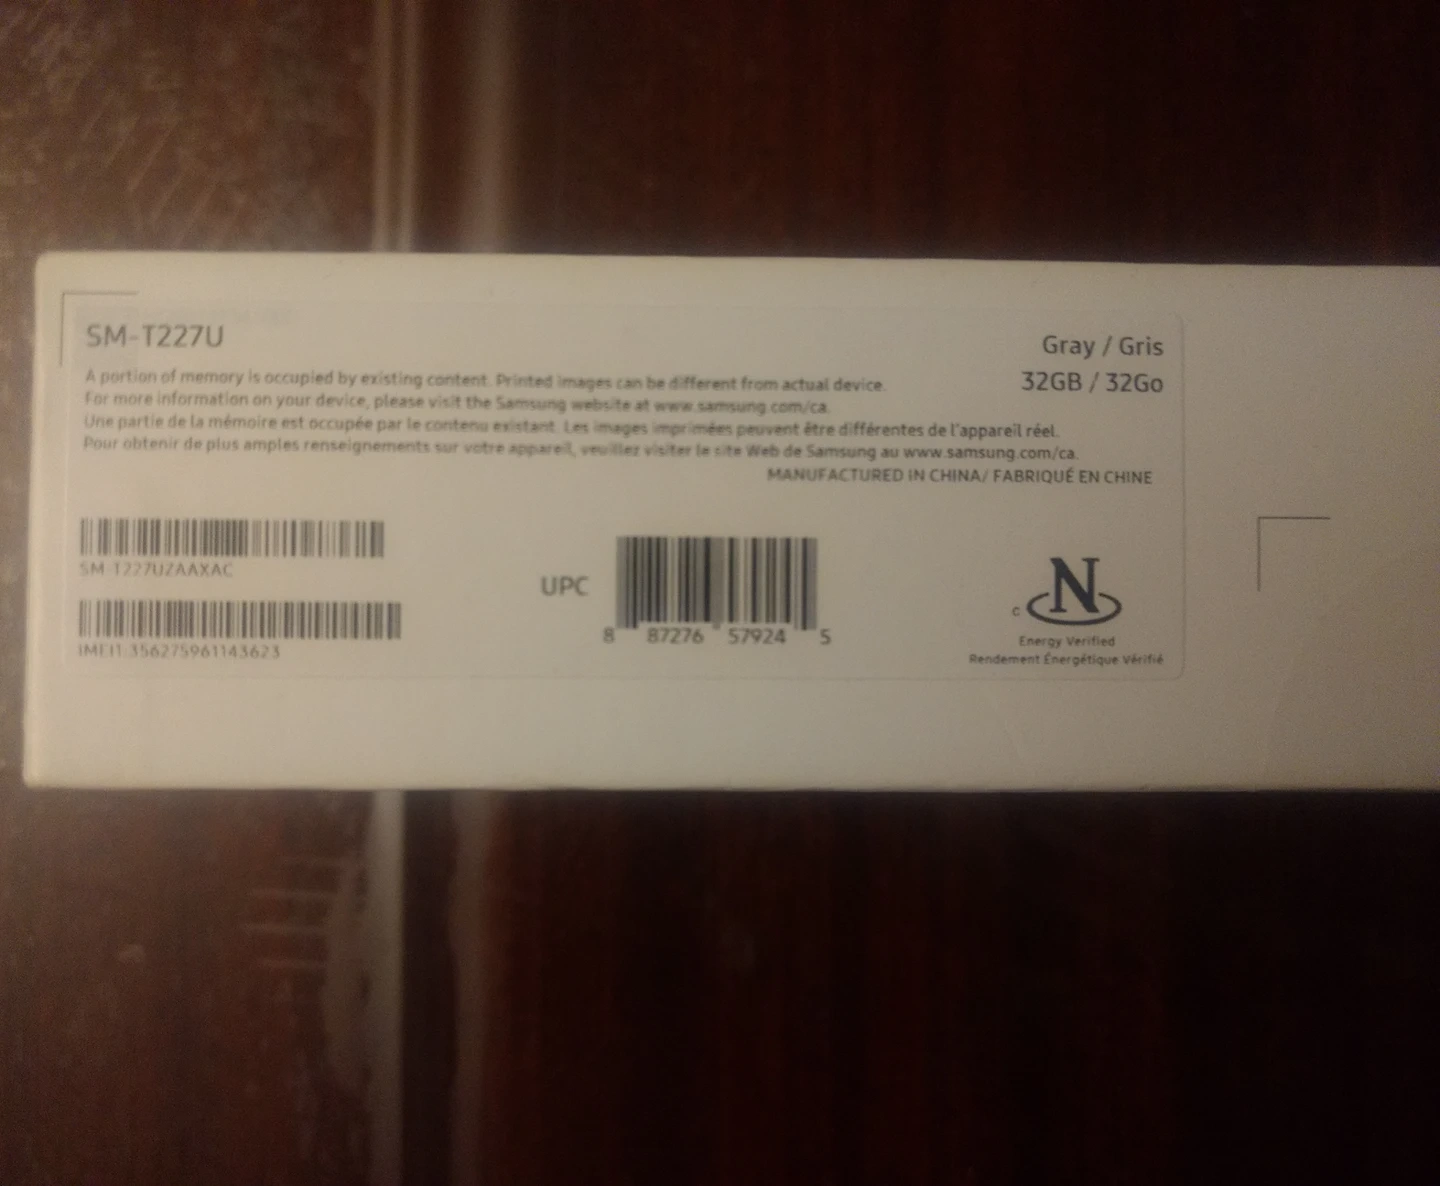 SM-T227U
Gray / Gris
32GB / 32Go
A portion of memory is occupied by existing content. Printed images can be different from actual device.
For more information on your device, please visit the Samsung website at www.samsung.com/ca.
Une partie de la mémoire est occupée par le contenu existant. Les images imprimées peuvent être différentes de l'appareil réel.
Pour obtenir de plus amples renseignements sur votre appareil, veuillez visiter le site Web de Samsung au www.samsung.com/ca.
MANUFACTURED IN CHINA/ FABRIQUÉ EN CHINE
SM-T227UZAAXAC
IMEI1:356275961143623
UPC
8 87276 57924 5
c N
Energy Verified
Rendement Énergétique Vérifié